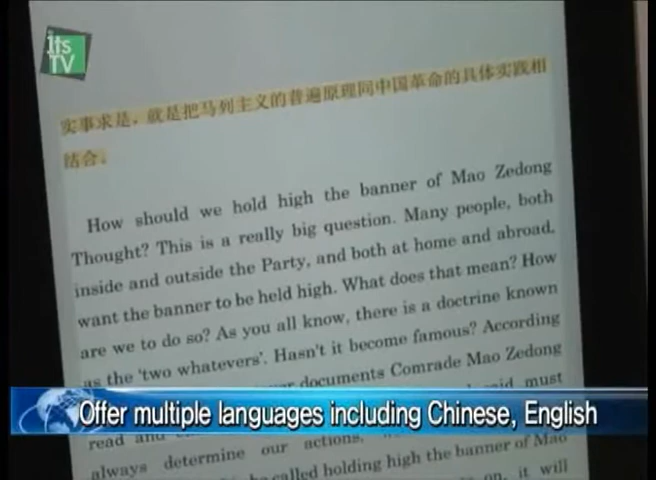 1ts
TV
实事求是，就是把马列主义的普遍原理同中国革命的具体实践相
结合。
How should we hold high the banner of Mao Zedong
Thought? This is a really big question. Many people, both
inside and outside the Party, and both at home and abroad,
want the banner to be held high. What does that mean? How
are we to do so? As you all know, there is a doctrine known
as the 'two whatevers'. Hasn't it become famous? According
documents Comrade Mao Zedong
must
Offer multiple languages including Chinese, English
read and
always determine our actions,
called holding high the banner of Mao
on, it will